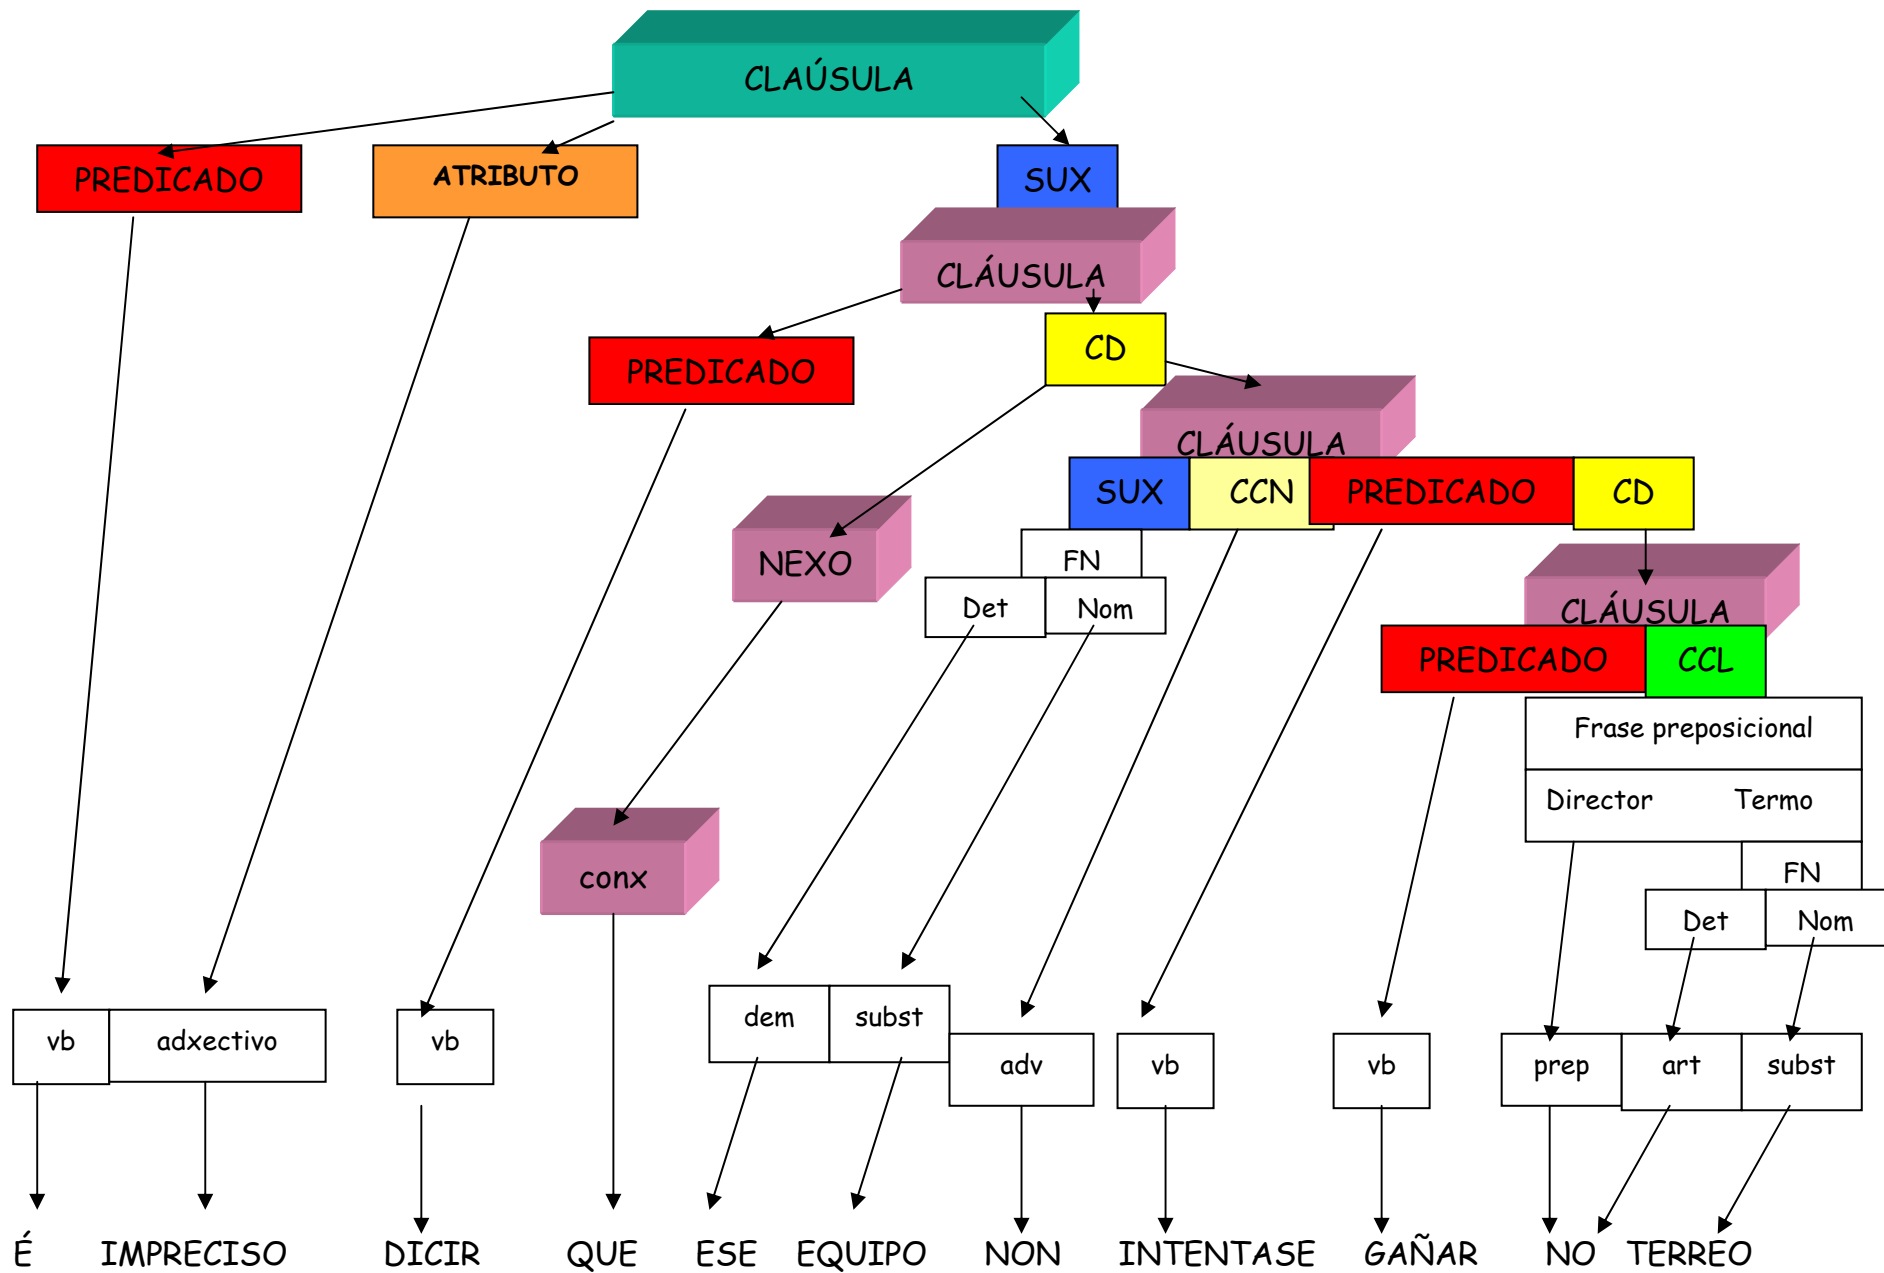 CLAÚSULA
PREDICADO ATRIBUTO SUX
CLÁUSULA
PREDICADO CD
CLÁUSULA
SUX CCN PREDICADO CD
NEXO FN
Det Nom CLÁUSULA
PREDICADO CCL
Frase preposicional
Director Termo
conx FN
Det Nom
dem subst
vb adxectivo vb adv vb vb prep art subst
É IMPRECISO DICIR QUE ESE EQUIPO NON INTENTASE GAÑAR NO TERREO